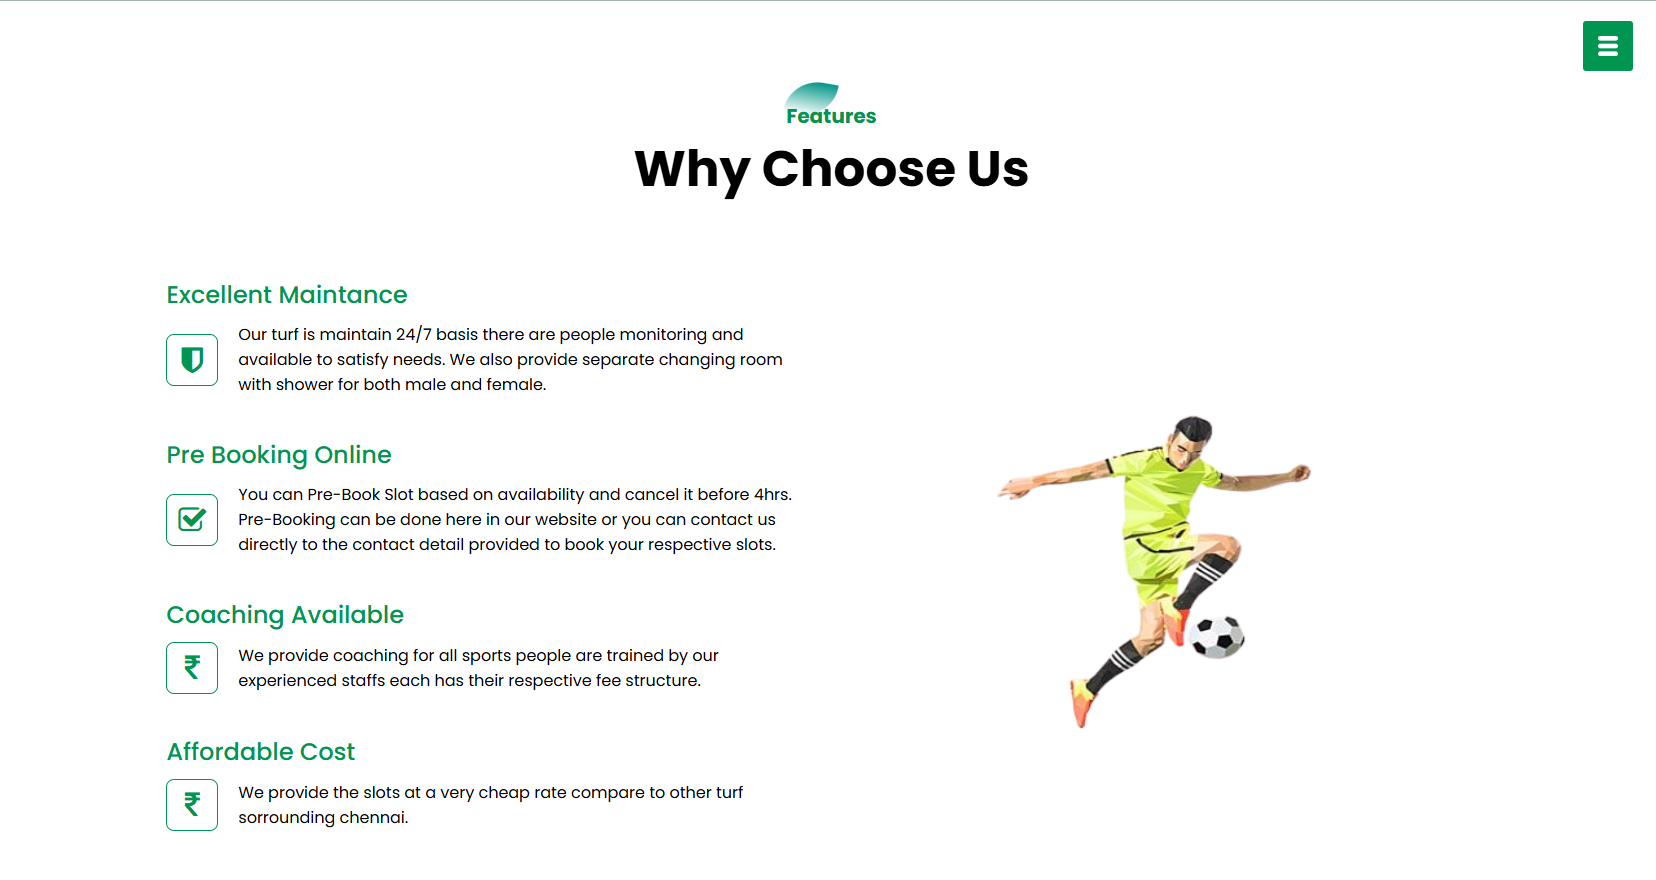 Features
Why Choose Us
Excellent Maintance
Our turf is maintain 24/7 basis there are people monitoring and
available to satisfy needs. We also provide separate changing room
with shower for both male and female.
Pre Booking Online
You can Pre-Book Slot based on availability and cancel it before 4hrs.
Pre-Booking can be done here in our website or you can contact us
directly to the contact detail provided to book your respective slots.
Coaching Available
₹
We provide coaching for all sports people are trained by our
experienced staffs each has their respective fee structure.
Affordable Cost
₹
We provide the slots at a very cheap rate compare to other turf
sorrounding chennai.